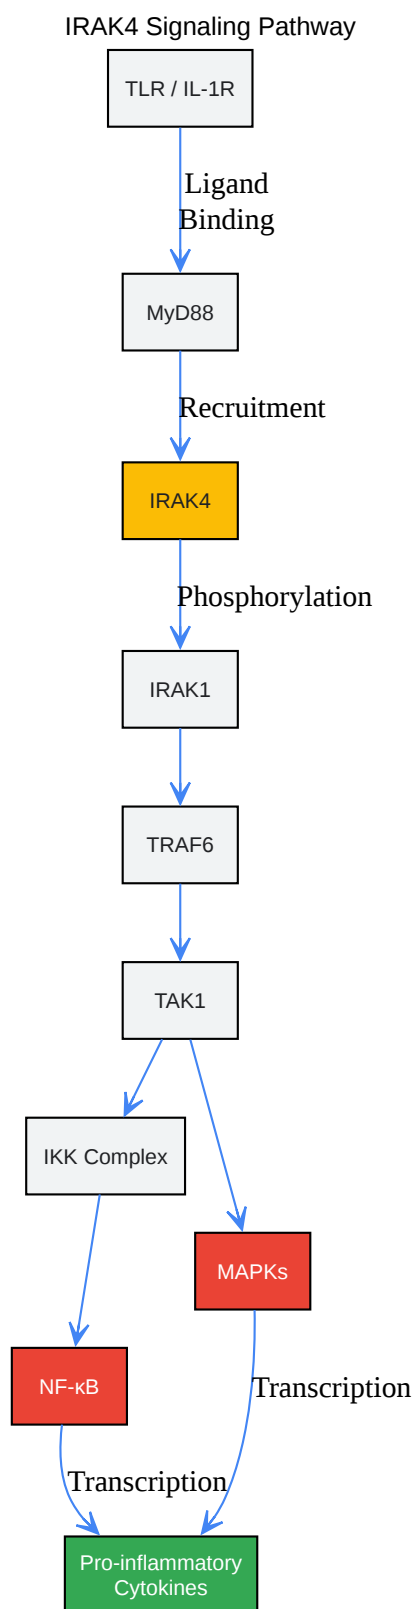 IRAK4 Signaling Pathway
TLR / IL-1R
Ligand
Binding
MyD88
Recruitment
IRAK4
Phosphorylation
IRAK1
TRAF6
TAK1
IKK Complex
MAPKs
NF-κB
Transcription
Transcription
Pro-inflammatory
Cytokines